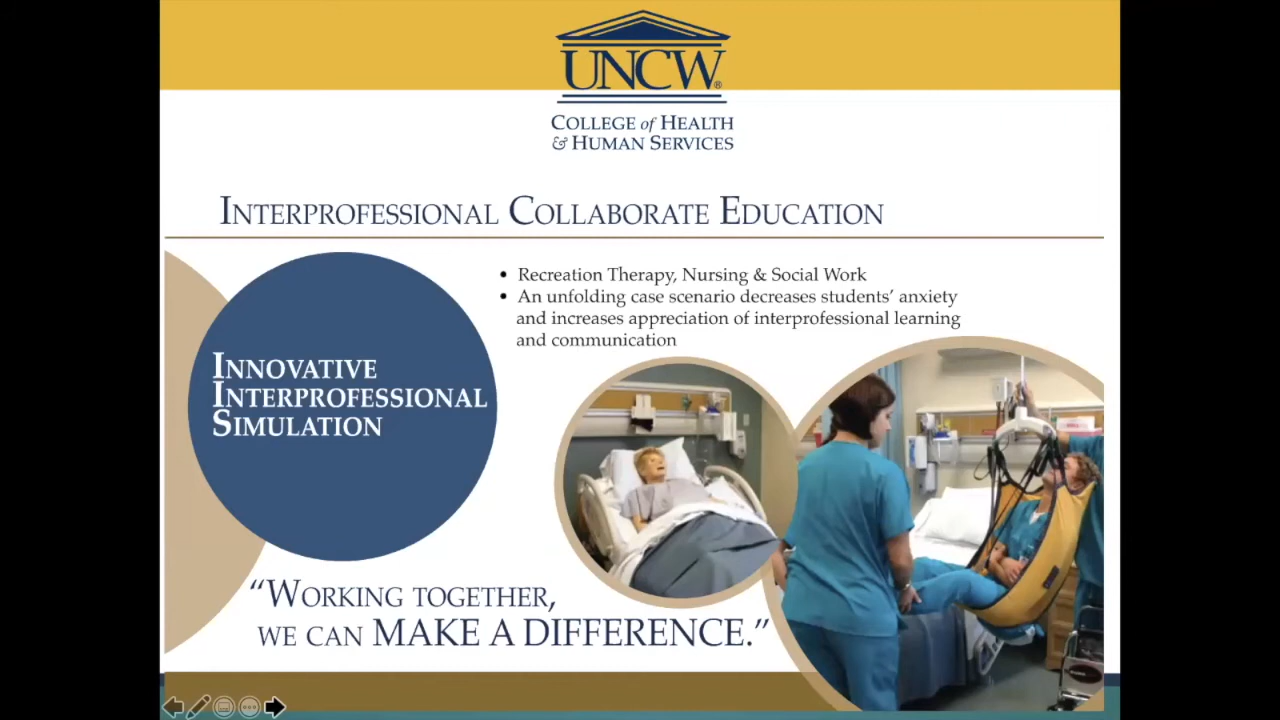 UNCW®
COLLEGE of HEALTH
& HUMAN SERVICES
INTERPROFESSIONAL COLLABORATE EDUCATION
• Recreation Therapy, Nursing & Social Work
• An unfolding case scenario decreases students’ anxiety
and increases appreciation of interprofessional learning
and communication
INNOVATIVE
INTERPROFESSIONAL
SIMULATION
“WORKING TOGETHER,
WE CAN MAKE A DIFFERENCE.”